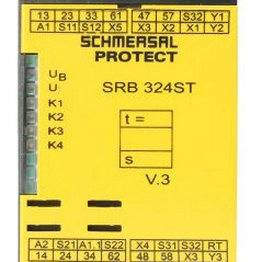 13 23 33 61 47 57 S32 Y1
A1 S11 S12 X5 X3 X2 X1 Y2
SCHMERSAL
PROTECT
UB
Ui
K1
K2
K3
K4
SRB 324ST
t =
s
V.3
A2 S21 A1.1 S22 X4 S31 S32 RT
14 24 34 62 48 58 X3 Y3